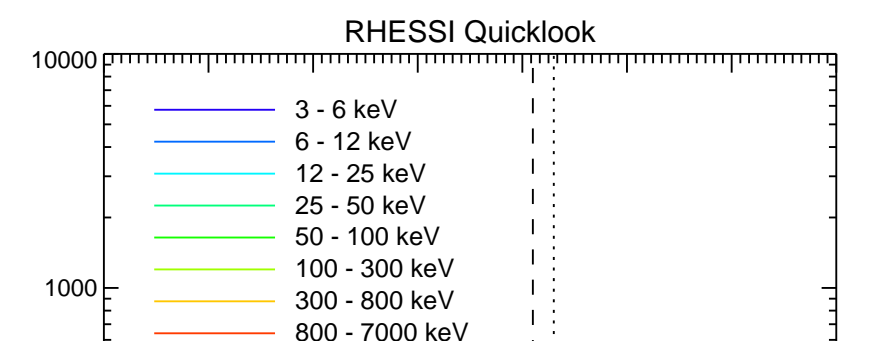 RHESSI Quicklook
10000
3 - 6 keV
6 - 12 keV
12 - 25 keV
25 - 50 keV
50 - 100 keV
100 - 300 keV
1000
300 - 800 keV
800 - 7000 keV